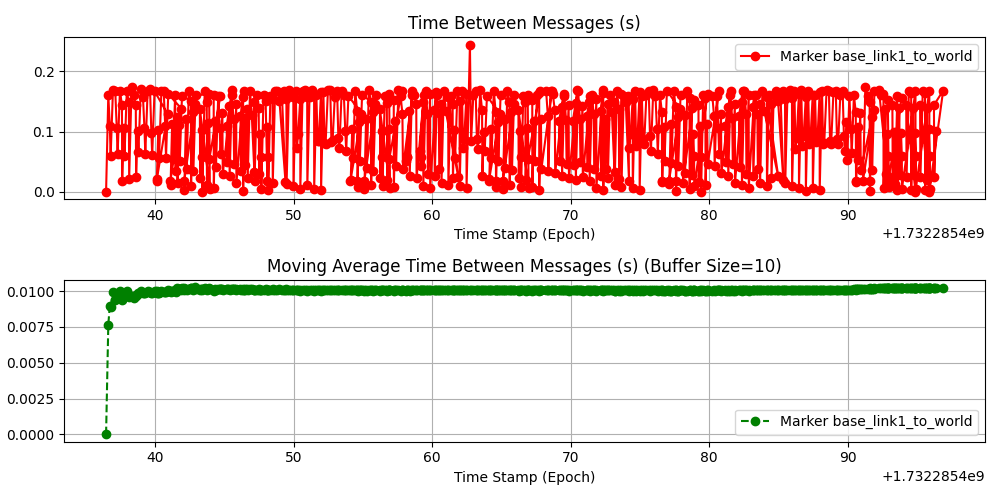 Time Between Messages (s)
Marker base_link1_to_world
0.2
0.1
0.0
40 50 60 70 80 90
Time Stamp (Epoch)
+1.7322854e9
Moving Average Time Between Messages (s) (Buffer Size=10)
0.0100
0.0075
0.0050
0.0025
0.0000
Marker base_link1_to_world
40 50 60 70 80 90
Time Stamp (Epoch)
+1.7322854e9